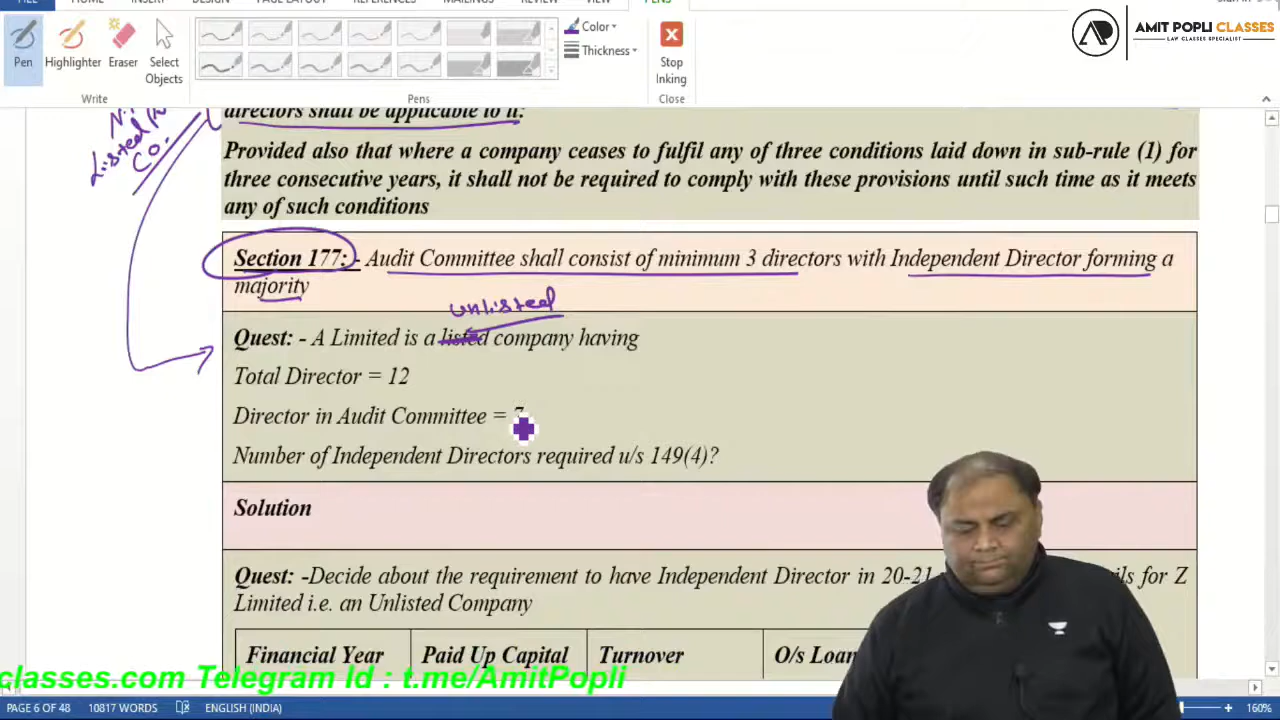 FILE HOME INSERT DESIGN PAGE LAYOUT REFERENCES MAILINGS REVIEW VIEW PENS
Pen Highlighter Eraser Select Objects
Color
Thickness
Stop Inking
Write Pens Close
AMIT POPLI CLASSES
LAW CLASSES SPECIALIST
directors shall be applicable to it:
Listed
Co.
Provided also that where a company ceases to fulfil any of three conditions laid down in sub-rule (1) for
three consecutive years, it shall not be required to comply with these provisions until such time as it meets
any of such conditions
Section 177: - Audit Committee shall consist of minimum 3 directors with Independent Director forming a
majority
unlisted
Quest: - A Limited is a listed company having
Total Director = 12
Director in Audit Committee = 7
Number of Independent Directors required u/s 149(4)?
Solution
Quest: -Decide about the requirement to have Independent Director in 20-21 for Z
Limited i.e. an Unlisted Company
Financial Year Paid Up Capital Turnover O/s Loan
classes.com Telegram Id : t.me/AmitPopli
PAGE 6 OF 48 10817 WORDS ENGLISH (INDIA) 160%